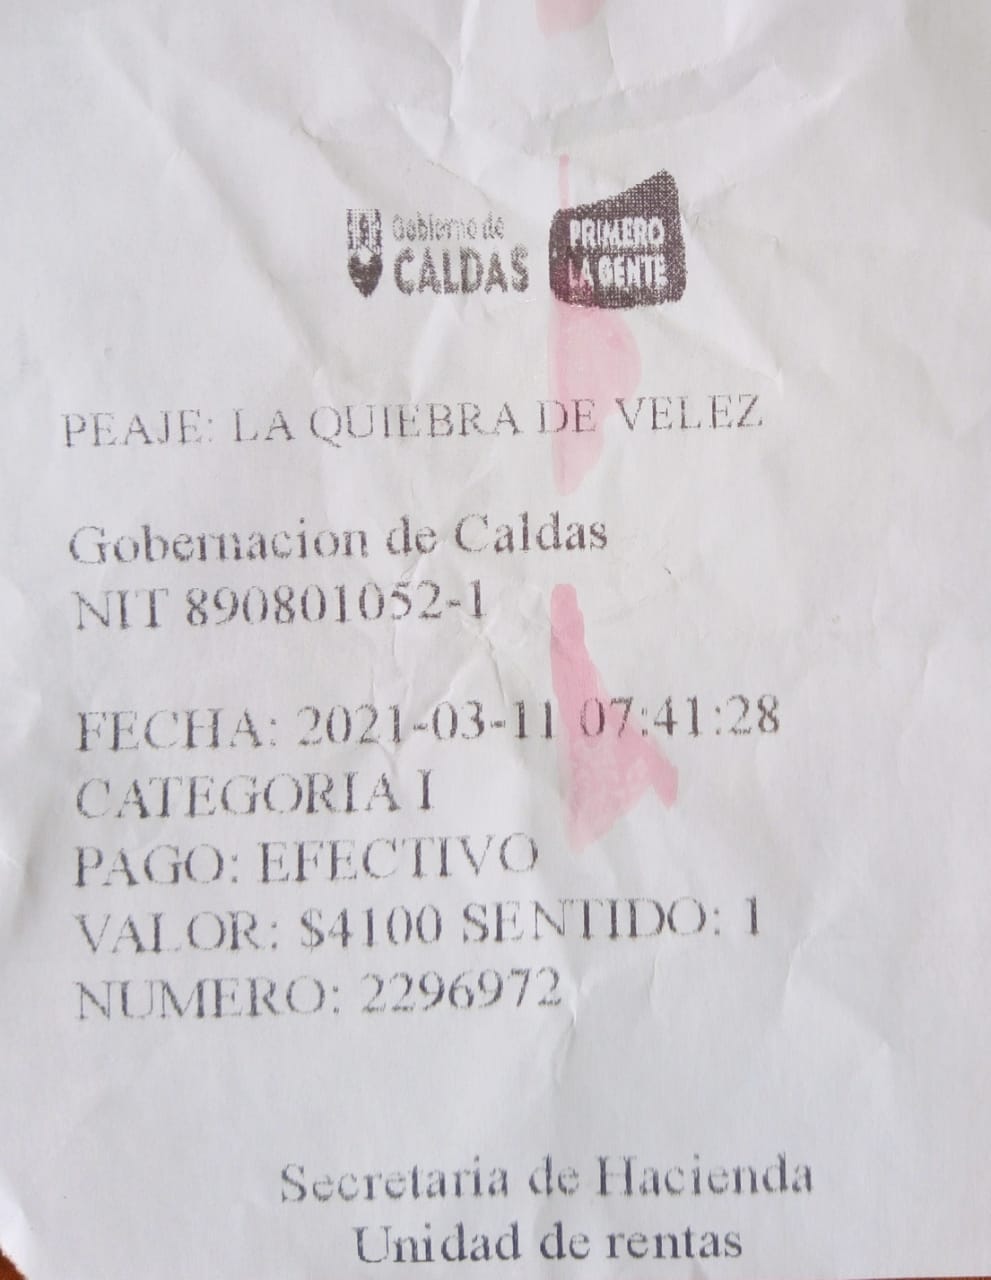 Gobierno de
CALDAS
PRIMERO
LA GENTE
PEAJE: LA QUIEBRA DE VELEZ
Gobernacion de Caldas
NIT 890801052-1
FECHA: 2021-03-11 07:41:28
CATEGORIA I
PAGO: EFECTIVO
VALOR: $4100 SENTIDO: 1
NUMERO: 2296972
Secretaria de Hacienda
Unidad de rentas